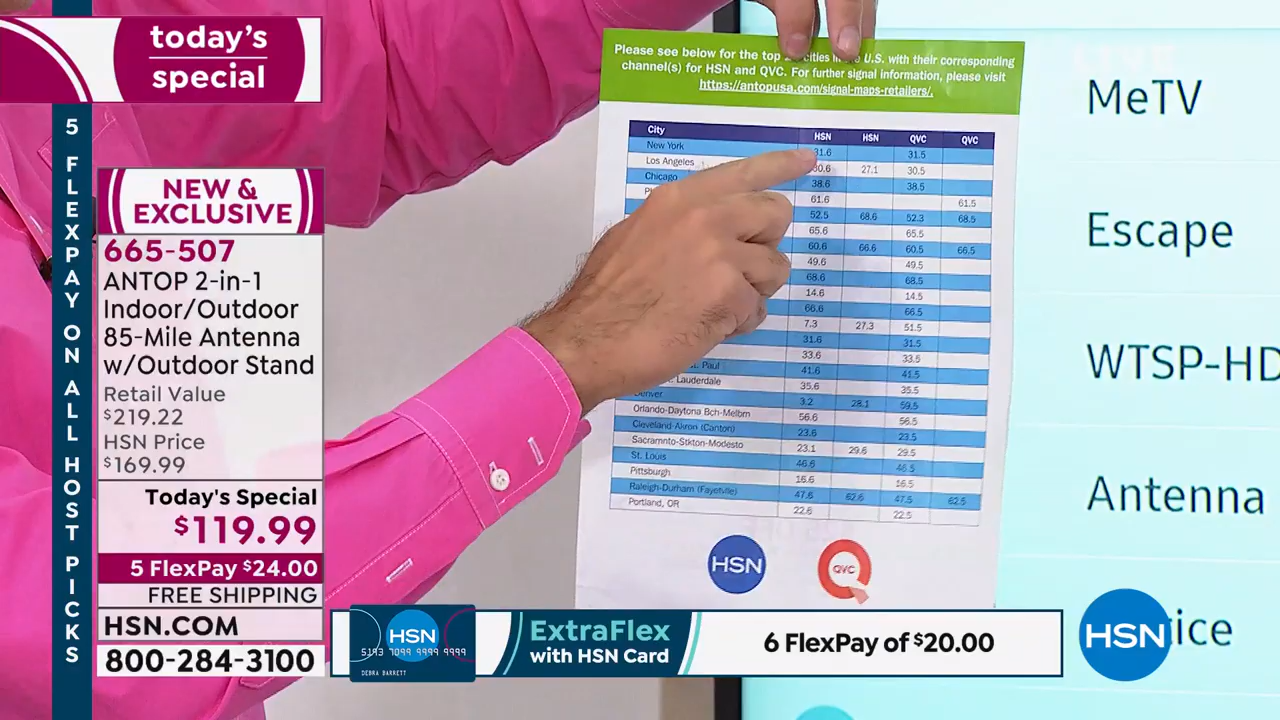 today's
special
5 FLEXPAY ON ALL HOST PICKS
NEW &
EXCLUSIVE
665-507
ANTOP 2-in-1
Indoor/Outdoor
85-Mile Antenna
w/Outdoor Stand
Retail Value
$219.22
HSN Price
$169.99
Today's Special
$119.99
5 FlexPay $24.00
FREE SHIPPING
HSN.COM
800-284-3100
Please see below for the top cities in U.S. with their corresponding
channel(s) for HSN and QVC. For further signal information, please visit
https://antopusa.com/signal-maps-retailers/.
City HSN HSN QVC QVC
New York 31.6 31.5
Los Angeles 30.6 27.1 30.5
Chicago 38.6 38.5
61.6 61.5
52.5 68.6 52.3 68.5
65.6 65.5
60.6 66.6 60.5 66.5
49.6 49.5
68.6 68.5
14.6 14.5
66.6 66.5
7.3 27.3 51.5
31.6 31.5
33.6 33.5
Paul 41.6 41.5
Lauderdale 35.6 35.5
Denver 3.2 28.1 59.5
Orlando-Daytona Bch-Melbrn 56.6 56.5
Cleveland-Akron (Canton) 23.6 23.5
Sacramnto-Stkton-Modesto 23.1 29.6 29.5
St. Louis 46.6 46.5
Pittsburgh 16.6 16.5
Raleigh-Durham (Fayetville) 47.6 62.6 47.5 62.5
Portland, OR 22.6 22.5
HSN
QVC
MeTV
Escape
WTSP-HD
Antenna
HSN
5193 7099 9999 9999
DEBRA BARRETT
ExtraFlex
with HSN Card
6 FlexPay of $20.00
HSN
ice